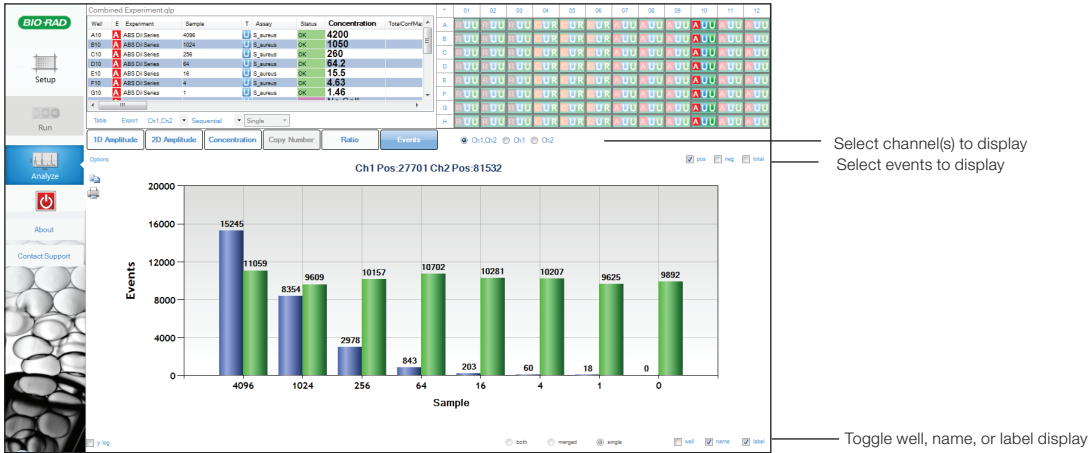 Combined Experiment.qlp
BIO-RAD
Setup
Run
Analyze
About
Contact Support
Well E Experiment Sample T Assay Status Concentration TotalConfMax
A10 A ABS Dil Series 4096 U S_aureus OK 4200
B10 A ABS Dil Series 1024 U S_aureus OK 1050
C10 A ABS Dil Series 256 U S_aureus OK 260
D10 A ABS Dil Series 64 U S_aureus OK 64.2
E10 A ABS Dil Series 16 U S_aureus OK 15.5
F10 A ABS Dil Series 4 U S_aureus OK 4.63
G10 A ABS Dil Series 1 U S_aureus OK 1.46
Table Export Ch1,Ch2 Sequential Single
* 01 02 03 04 05 06 07 08 09 10 11 12
A
B
C
D
E
F
G
H
1D Amplitude 2D Amplitude Concentration Copy Number Ratio Events
Ch1,Ch2 Ch1 Ch2
Select channel(s) to display
Options
pos neg total
Select events to display
Ch1 Pos:27701 Ch2 Pos:81532
20000
16000
12000
8000
4000
0
Events
15245 11059
8354 9609
2978 10157
843 10702
203 10281
60 10207
18 9625
0 9892
4096 1024 256 64 16 4 1 0
Sample
y log
both merged single
well name label
Toggle well, name, or label display